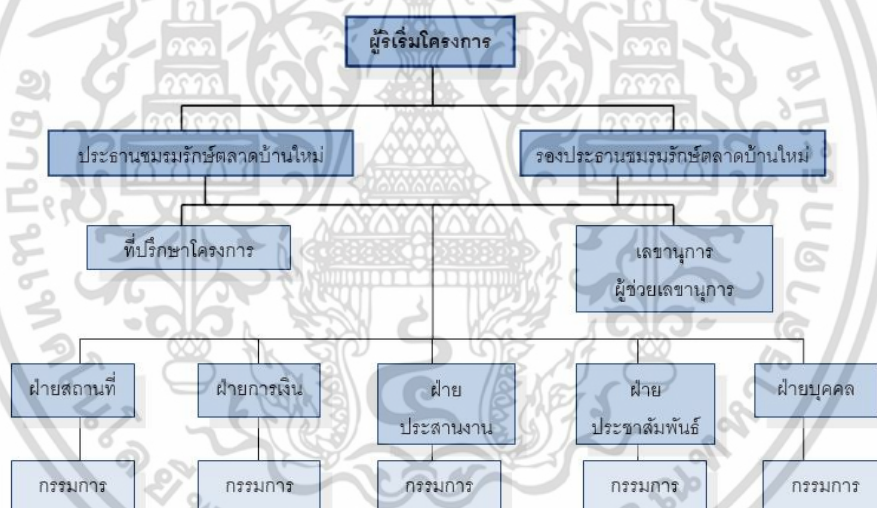 ผู้ริเริ่มโครงการ
ประธานชมรมรักษ์ตลาดบ้านใหม่
รองประธานชมรมรักษ์ตลาดบ้านใหม่
ที่ปรึกษาโครงการ
เลขานุการ
ผู้ช่วยเลขานุการ
ฝ่ายสถานที่
ฝ่ายการเงิน
ฝ่าย
ประสานงาน
ฝ่าย
ประชาสัมพันธ์
ฝ่ายบุคคล
กรรมการ
กรรมการ
กรรมการ
กรรมการ
กรรมการ